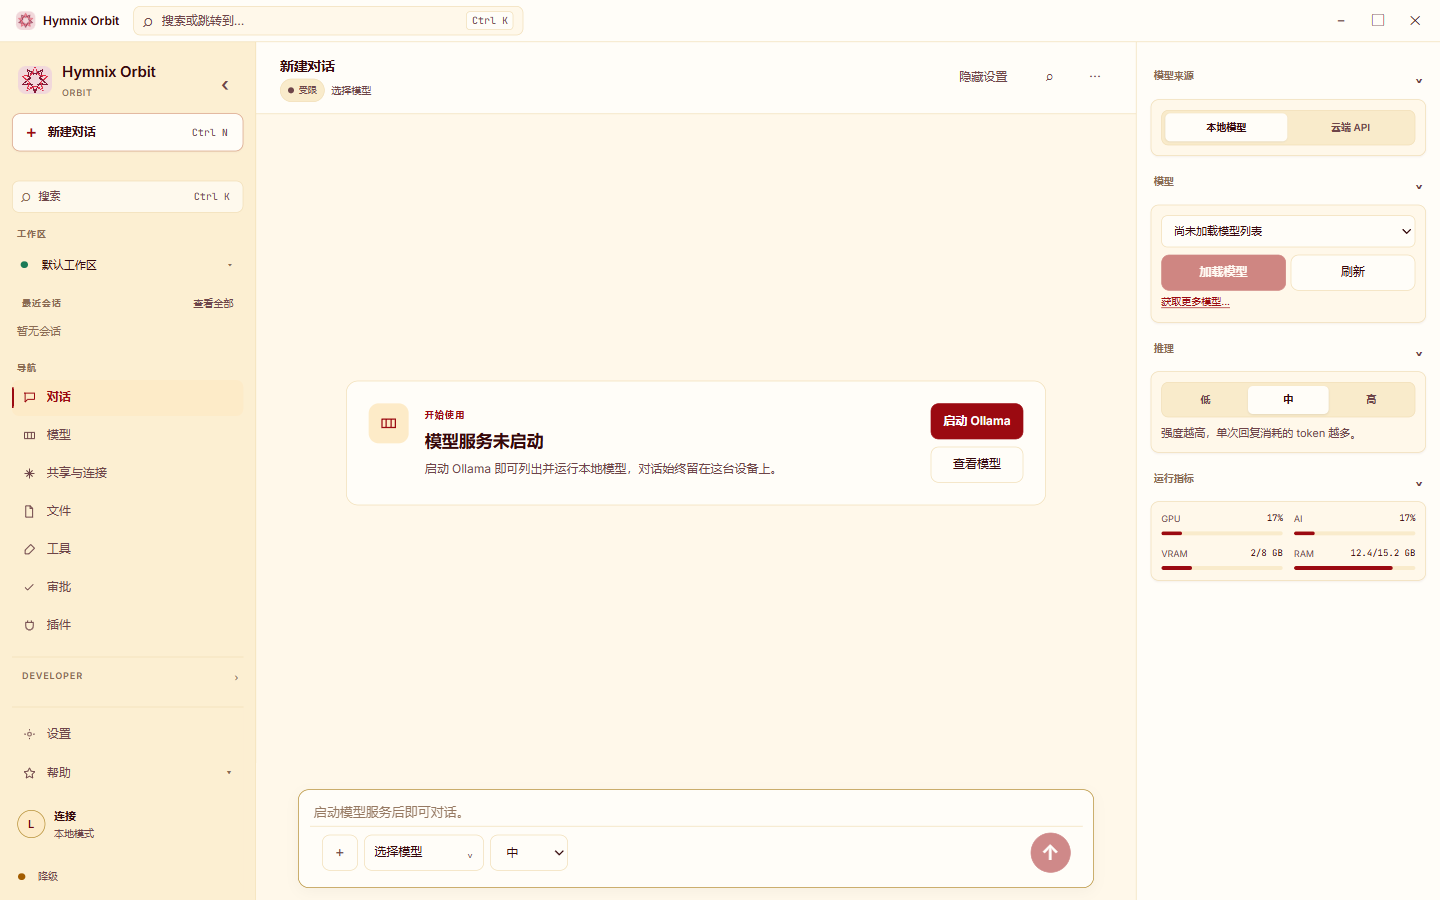 Hymnix Orbit
搜索或跳转到...
Ctrl K
Hymnix Orbit
ORBIT
新建对话
Ctrl N
搜索
Ctrl K
工作区
默认工作区
最近会话
查看全部
暂无会话
导航
对话
模型
共享与连接
文件
工具
审批
插件
DEVELOPER
设置
帮助
L
连接
本地模式
降级
新建对话
受限
选择模型
隐藏设置
开始使用
模型服务未启动
启动 Ollama 即可列出并运行本地模型，对话始终留在这台设备上。
启动 Ollama
查看模型
启动模型服务后即可对话。
选择模型
中
模型来源
本地模型
云端 API
模型
尚未加载模型列表
加载模型
刷新
获取更多模型...
推理
低
中
高
强度越高，单次回复消耗的 token 越多。
运行指标
GPU
17%
AI
17%
VRAM
2/8 GB
RAM
12.4/15.2 GB